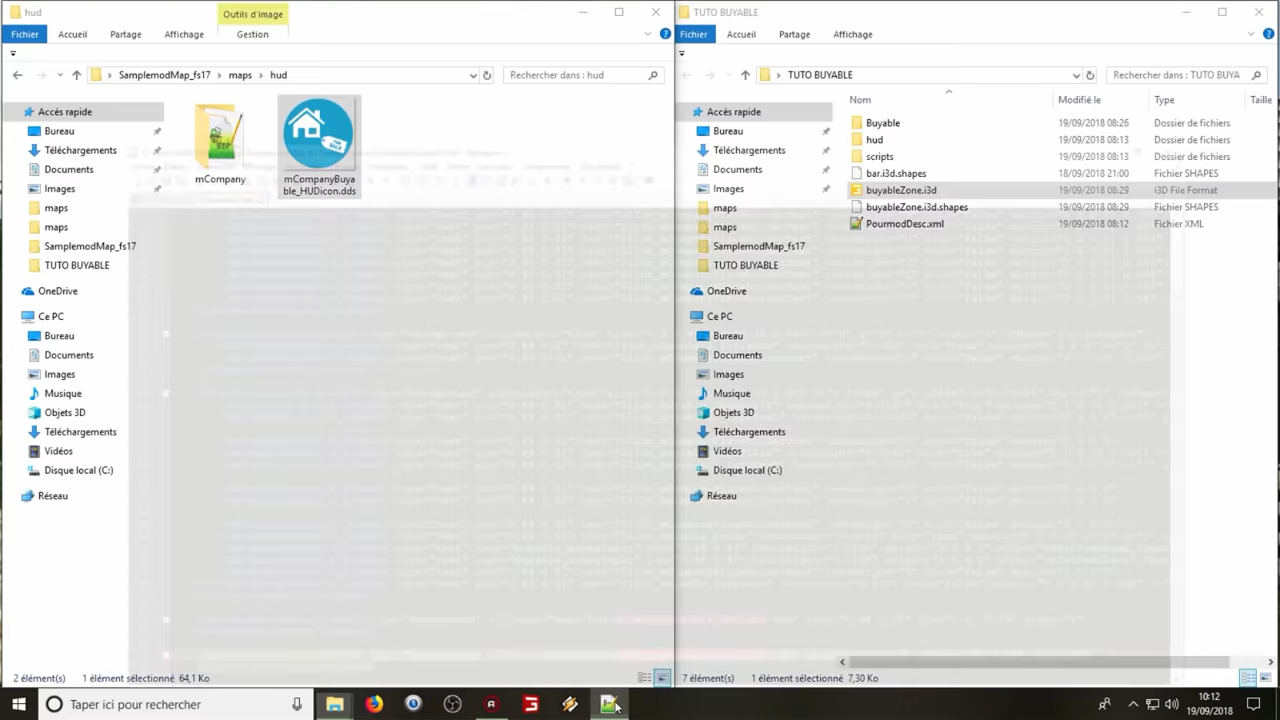 hud
Outils d'image
Fichier
Accueil
Partage
Affichage
Gestion
SamplemodMap_fs17
maps
hud
Rechercher dans : hud
Accès rapide
Bureau
Téléchargements
Documents
Images
maps
maps
SamplemodMap_fs17
TUTO BUYABLE
OneDrive
Ce PC
Bureau
Documents
Images
Musique
Objets 3D
Téléchargements
Vidéos
Disque local (C:)
Réseau
mCompany
mCompanyBuya
ble_HUDicon.dds
2 élément(s)
1 élément sélectionné 64,1 Ko
TUTO BUYABLE
Fichier
Accueil
Partage
Affichage
TUTO BUYABLE
Rechercher dans : TUTO BUYA
Accès rapide
Bureau
Téléchargements
Documents
Images
maps
maps
SamplemodMap_fs17
TUTO BUYABLE
OneDrive
Ce PC
Bureau
Documents
Images
Musique
Objets 3D
Téléchargements
Vidéos
Disque local (C:)
Réseau
Nom Modifié le Type Taille
Buyable 19/09/2018 08:26 Dossier de fichiers
hud 19/09/2018 08:13 Dossier de fichiers
scripts 19/09/2018 08:13 Dossier de fichiers
bar.i3d.shapes 18/09/2018 21:00 Fichier SHAPES
buyableZone.i3d 19/09/2018 08:29 i3D File Format
buyableZone.i3d.shapes 19/09/2018 08:29 Fichier SHAPES
PourmodDesc.xml 19/09/2018 08:12 Fichier XML
7 élément(s)
1 élément sélectionné 7,30 Ko
Taper ici pour rechercher
10:12
19/09/2018